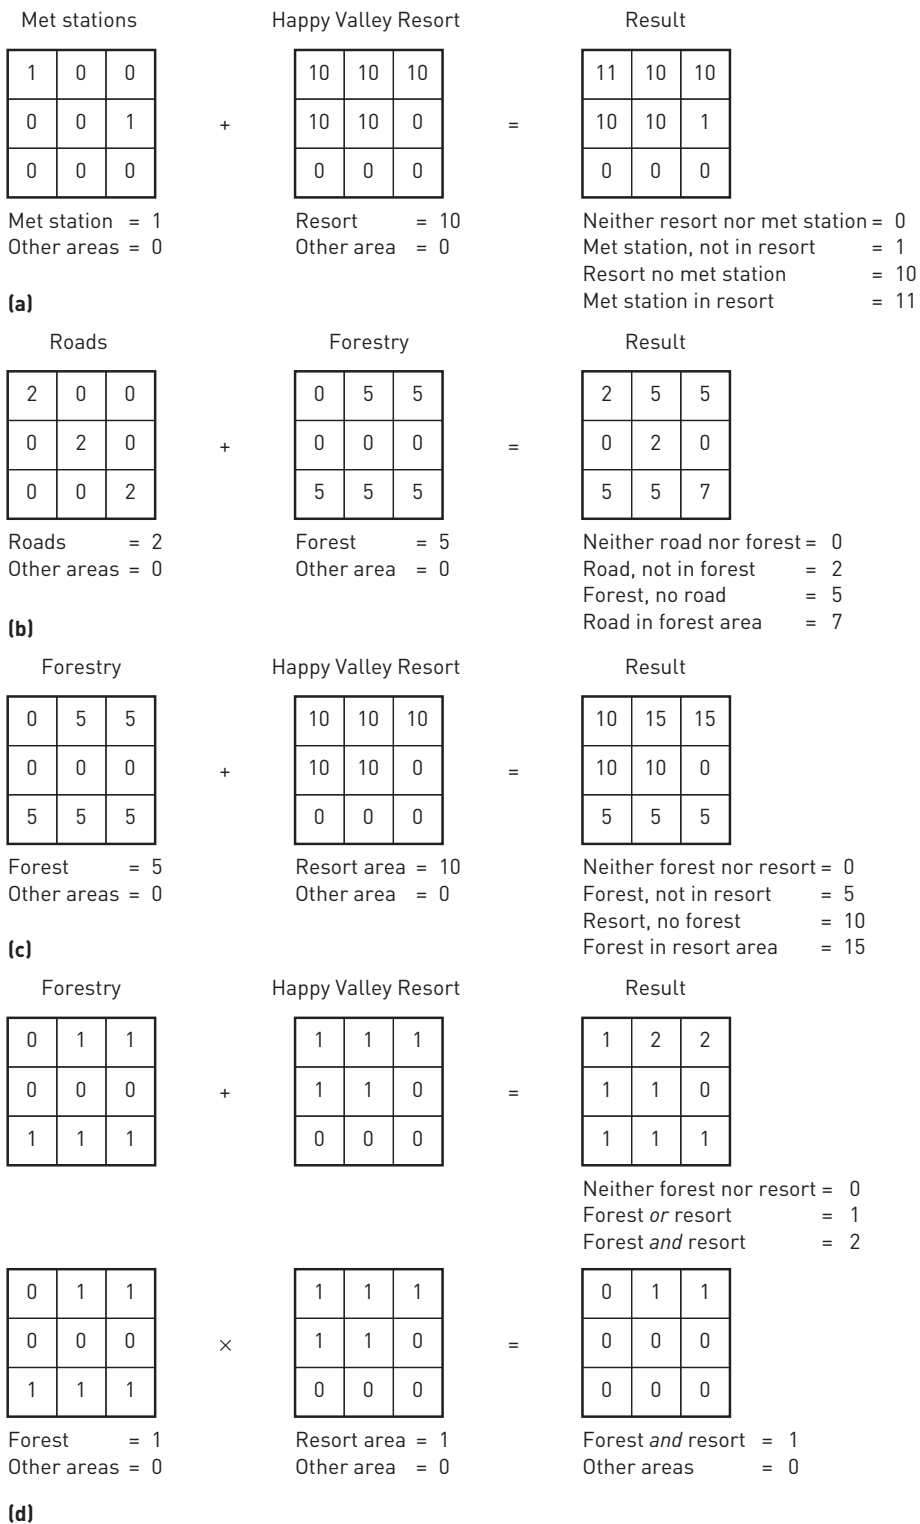 Met stations Happy Valley Resort Result
1 0 0 10 10 10 11 10 10
0 0 1 + 10 10 0 = 10 10 1
0 0 0 0 0 0 0 0 0
Met station = 1 Resort = 10 Neither resort nor met station = 0
Other areas = 0 Other area = 0 Met station, not in resort = 1
Resort no met station = 10
(a) Met station in resort = 11
Roads Forestry Result
2 0 0 0 5 5 2 5 5
0 2 0 + 0 0 0 = 0 2 0
0 0 2 5 5 5 5 5 7
Roads = 2 Forest = 5 Neither road nor forest = 0
Other areas = 0 Other area = 0 Road, not in forest = 2
Forest, no road = 5
(b) Road in forest area = 7
Forestry Happy Valley Resort Result
0 5 5 10 10 10 10 15 15
0 0 0 + 10 10 0 = 10 10 0
5 5 5 0 0 0 5 5 5
Forest = 5 Resort area = 10 Neither forest nor resort = 0
Other areas = 0 Other area = 0 Forest, not in resort = 5
Resort, no forest = 10
(c) Forest in resort area = 15
Forestry Happy Valley Resort Result
0 1 1 1 1 1 1 2 2
0 0 0 + 1 1 0 = 1 1 0
1 1 1 0 0 0 1 1 1
Neither forest nor resort = 0
Forest or resort = 1
Forest and resort = 2
0 1 1 1 1 1 0 1 1
0 0 0 × 1 1 0 = 0 0 0
1 1 1 0 0 0 0 0 0
Forest = 1 Resort area = 1 Forest and resort = 1
Other areas = 0 Other area = 0 Other areas = 0
(d)